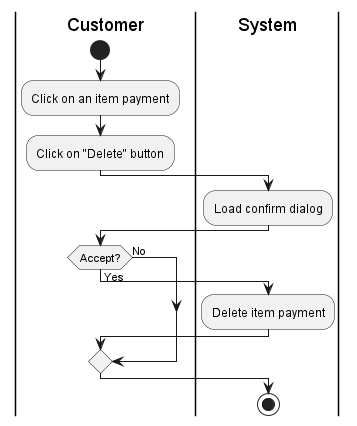 Customer
System
Click on an item payment
Click on "Delete" button
Load confirm dialog
Accept?
No
Yes
Delete item payment